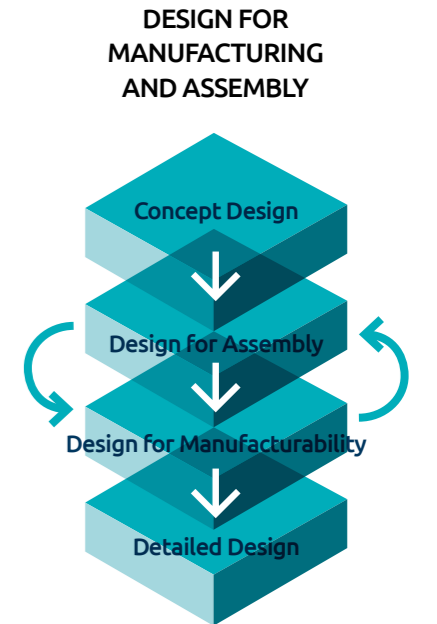 DESIGN FOR
MANUFACTURING
AND ASSEMBLY
Concept Design
Design for Assembly
Design for Manufacturability
Detailed Design